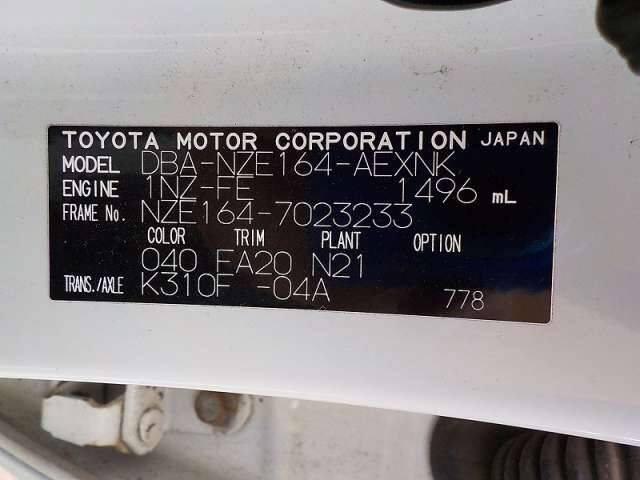 TOYOTA MOTOR CORPORATION JAPAN
MODEL DBA-NZE164-AEXNK
ENGINE 1NZ-FE 1496 mL
FRAME No. NZE164-7023233
COLOR TRIM PLANT OPTION
040 FA20 N21
TRANS./AXLE K310F -04A 778